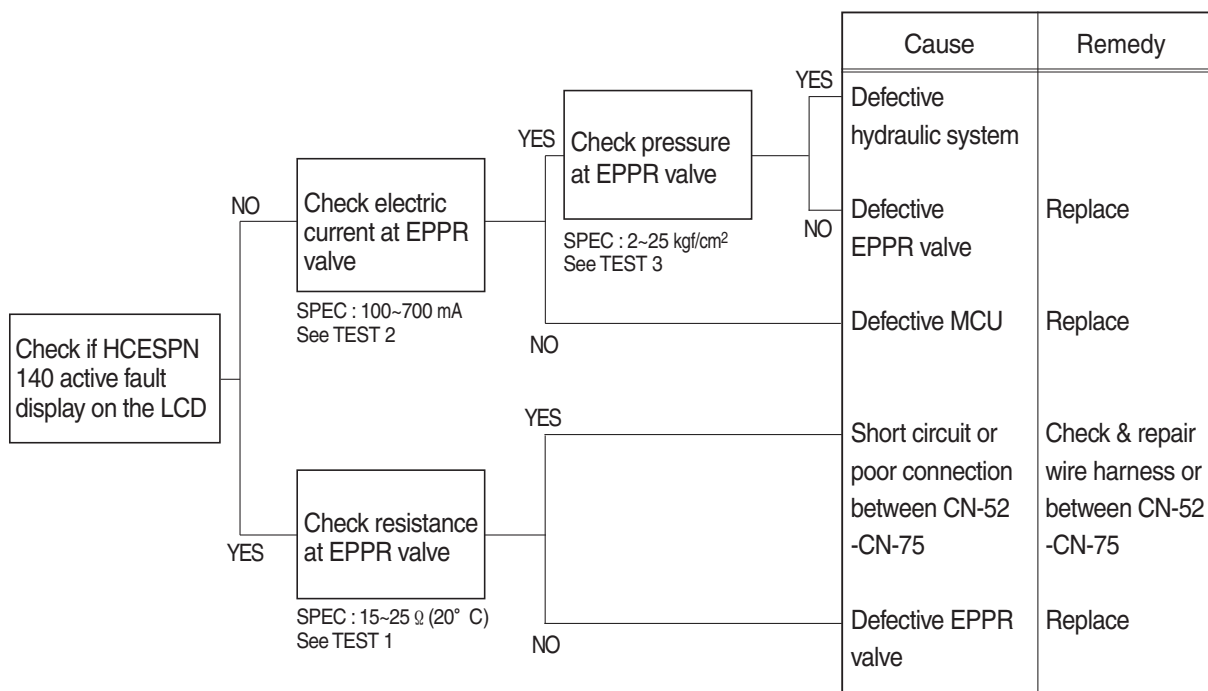 Check if HCESPN
140 active fault
display on the LCD
NO
YES
Check electric
current at EPPR
valve
SPEC : 100~700 mA
See TEST 2
Check resistance
at EPPR valve
SPEC : 15~25 Ω (20° C)
See TEST 1
YES
NO
Check pressure
at EPPR valve
SPEC : 2~25 kgf/cm²
See TEST 3
YES
NO
YES
NO
Cause
Remedy
Defective
hydraulic system
Defective
EPPR valve
Replace
Defective MCU
Replace
Short circuit or
poor connection
between CN-52
-CN-75
Check & repair
wire harness or
between CN-52
-CN-75
Defective EPPR
valve
Replace